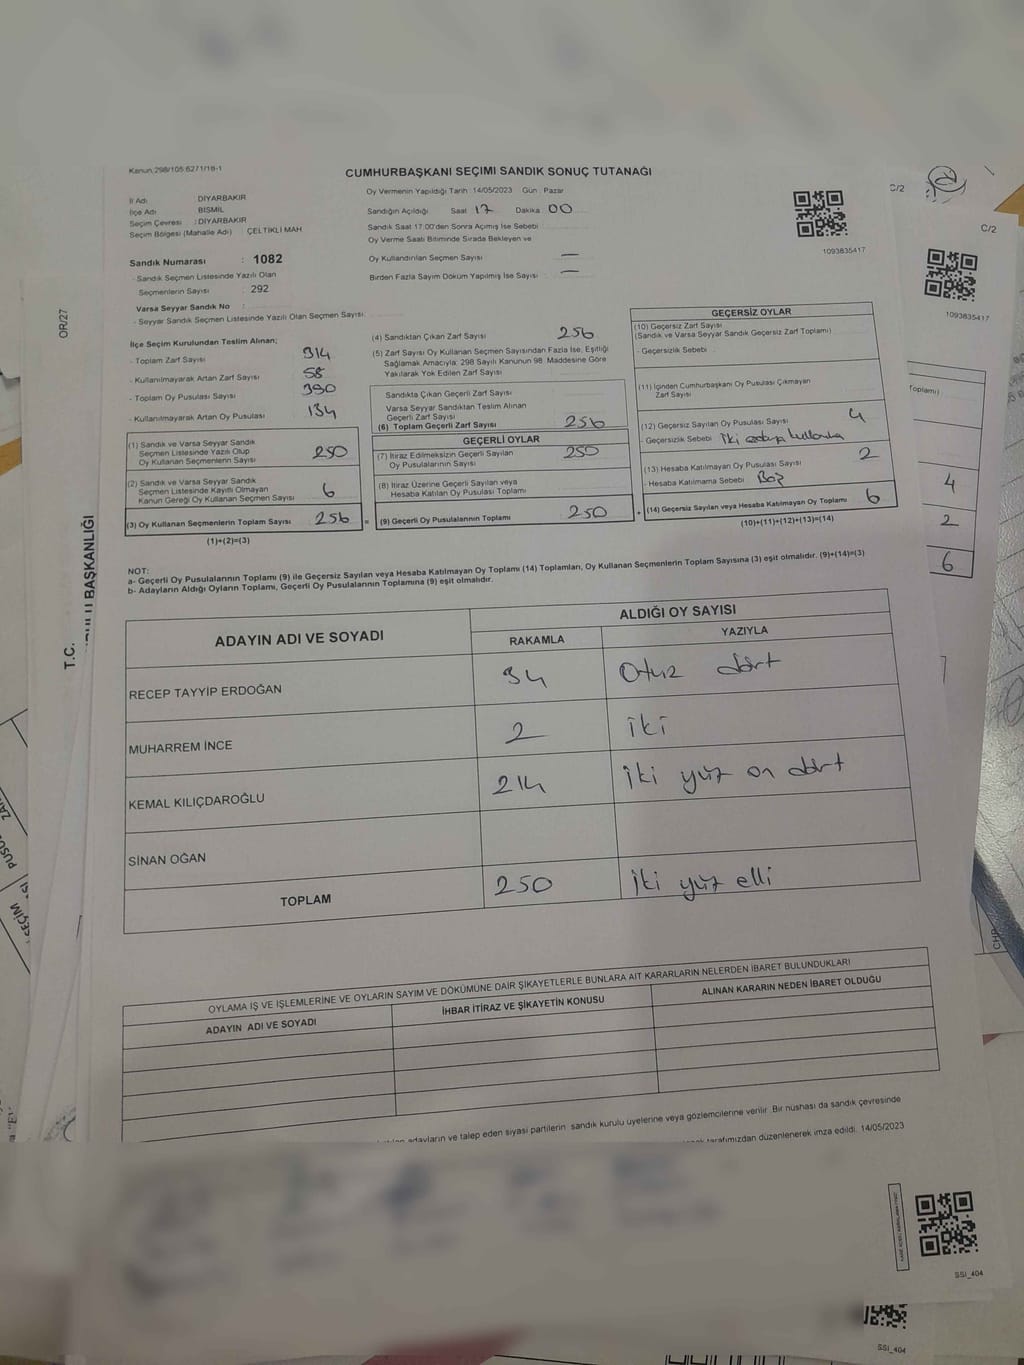 Kanun:298/105:6271/18-1
CUMHURBAŞKANI SEÇİMİ SANDIK SONUÇ TUTANAĞI
C/2
C/2
İl Adı DİYARBAKIR
İlçe Adı BİSMİL
Seçim Çevresi : DİYARBAKIR
Seçim Bölgesi (Mahalle Adı) ÇELTİKLİ MAH
Oy Vermenin Yapıldığı Tarih : 14/05/2023 Gün : Pazar
Sandığın Açıldığı Saat 17 Dakika 00
Sandık Saat 17:00'den Sonra Açılmış İse Sebebi
Oy Verme Saati Bitiminde Sırada Bekleyen ve
Oy Kullandırılan Seçmen Sayısı —
Birden Fazla Sayım Döküm Yapılmış İse Sayısı —
1093835417
1093835417
Sandık Numarası : 1082
- Sandık Seçmen Listesinde Yazılı Olan
Seçmenlerin Sayısı : 292
Varsa Seyyar Sandık No :
- Seyyar Sandık Seçmen Listesinde Yazılı Olan Seçmen Sayısı:
İlçe Seçim Kurulundan Teslim Alınan;
- Toplam Zarf Sayısı 314
- Kullanılmayarak Artan Zarf Sayısı 58
- Toplam Oy Pusulası Sayısı 390
- Kullanılmayarak Artan Oy Pusulası 134
(1) Sandık ve Varsa Seyyar Sandık
Seçmen Listesinde Yazılı Olup
Oy Kullanan Seçmenlerin Sayısı 250
(2) Sandık ve Varsa Seyyar Sandık
Seçmen Listesinde Kayıtlı Olmayan
Kanun Gereği Oy Kullanan Seçmen Sayısı 6
(3) Oy Kullanan Seçmenlerin Toplam Sayısı 256 =
(1)+(2)=(3)
(4) Sandıktan Çıkan Zarf Sayısı 256
(5) Zarf Sayısı Oy Kullanan Seçmen Sayısından Fazla İse, Eşitliği
Sağlamak Amacıyla; 298 Sayılı Kanunun 98. Maddesine Göre
Yakılarak Yok Edilen Zarf Sayısı
Sandıkta Çıkan Geçerli Zarf Sayısı
Varsa Seyyar Sandıktan Teslim Alınan
Geçerli Zarf Sayısı
(6) Toplam Geçerli Zarf Sayısı 256
GEÇERLİ OYLAR
(7) İtiraz Edilmeksizin Geçerli Sayılan
Oy Pusulalarının Sayısı 250
(8) İtiraz Üzerine Geçerli Sayılan veya
Hesaba Katılan Oy Pusulası Toplamı
(9) Geçerli Oy Pusulalarının Toplamı 250 +
GEÇERSİZ OYLAR
(10) Geçersiz Zarf Sayısı
(Sandık ve Varsa Seyyar Sandık Geçersiz Zarf Toplamı)
- Geçersizlik Sebebi
(11) İçinden Cumhurbaşkanı Oy Pusulası Çıkmayan
Zarf Sayısı
(12) Geçersiz Sayılan Oy Pusulası Sayısı 4
- Geçersizlik Sebebi iki
(13) Hesaba Katılmayan Oy Pusulası Sayısı 2
- Hesaba Katılmama Sebebi Boş
(14) Geçersiz Sayılan veya Hesaba Katılmayan Oy Toplamı 6
(10)+(11)+(12)+(13)=(14)
Toplamı)
4
2
6
NOT:
a- Geçerli Oy Pusulalarının Toplamı (9) ile Geçersiz Sayılan veya Hesaba Katılmayan Oy Toplamı (14) Toplamları, Oy Kullanan Seçmenlerin Toplam Sayısına (3) eşit olmalıdır. (9)+(14)=(3)
b- Adayların Aldığı Oyların Toplamı, Geçerli Oy Pusulalarının Toplamına (9) eşit olmalıdır.
ADAYIN ADI VE SOYADI
ALDIĞI OY SAYISI
RAKAMLA YAZIYLA
RECEP TAYYİP ERDOĞAN 34 Otuz dört
MUHARREM İNCE 2 iki
KEMAL KILIÇDAROĞLU 214 iki yüz on dört
SİNAN OĞAN
TOPLAM 250 iki yüz elli
OYLAMA İŞ VE İŞLEMLERİNE VE OYLARIN SAYIM VE DÖKÜMÜNE DAİR ŞİKAYETLERLE BUNLARA AİT KARARLARIN NELERDEN İBARET BULUNDUKLARI
ADAYIN ADI VE SOYADI İHBAR İTİRAZ VE ŞİKAYETİN KONUSU ALINAN KARARIN NEDEN İBARET OLDUĞU
adayların ve talep eden siyasi partilerin sandık kurulu üyelerine veya gözlemcilerine verilir. Bir nüshası da sandık çevresinde
tarafımızdan düzenlenerek imza edildi. 14/05/2023
OR/27
T.C.
BAŞKANLIĞI
SEÇİM
CHP
SSI_404
SSI_404